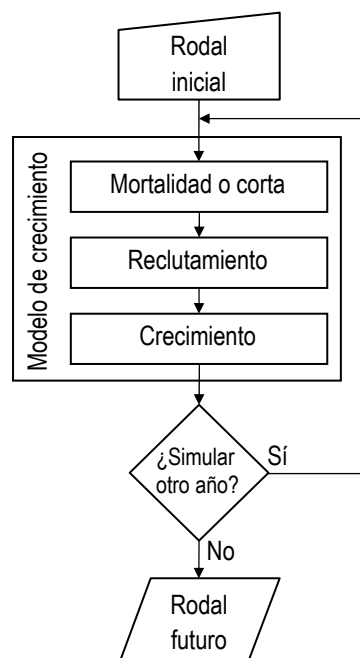 Rodal
inicial
Modelo de crecimiento
Mortalidad o corta
Reclutamiento
Crecimiento
¿Simular
otro año?
Sí
No
Rodal
futuro